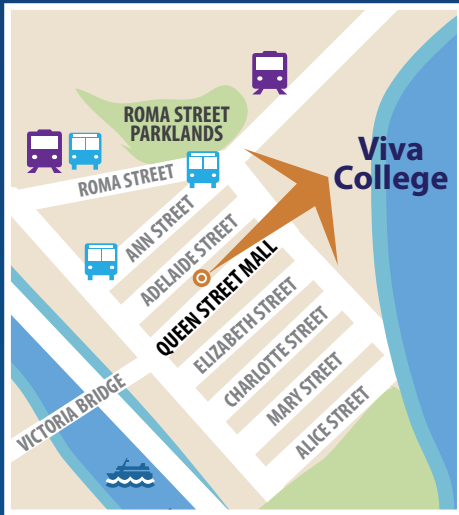 ROMA STREET
PARKLANDS
Viva
College
ROMA STREET
ANN STREET
ADELAIDE STREET
QUEEN STREET MALL
ELIZABETH STREET
CHARLOTTE STREET
MARY STREET
ALICE STREET
VICTORIA BRIDGE